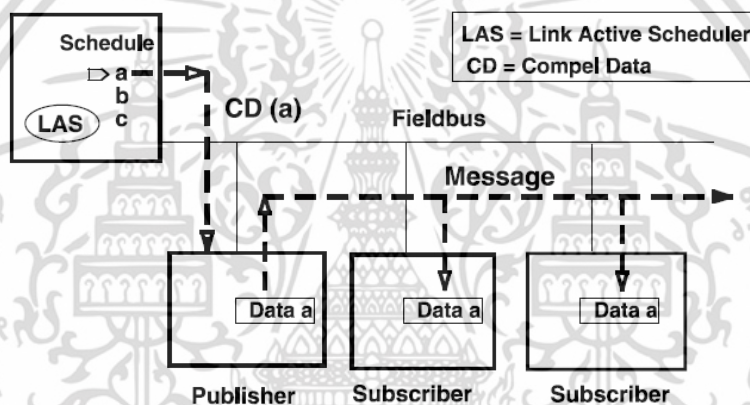 Schedule
a
b
c
LAS
CD (a)
LAS = Link Active Scheduler
CD = Compel Data
Fieldbus
Message
Data a
Data a
Data a
Publisher
Subscriber
Subscriber